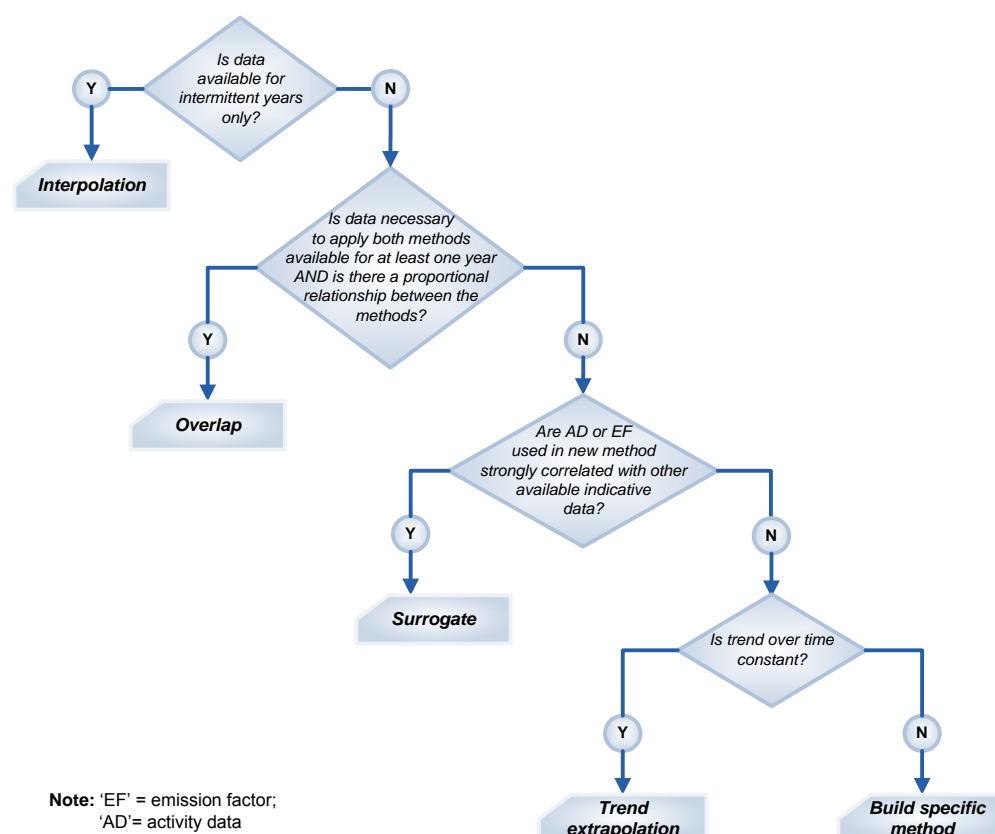 Is data
available for
intermittent years
only?
Y
N
Interpolation
Is data necessary
to apply both methods
available for at least one year
AND is there a proportional
relationship between the
methods?
Y
N
Overlap
Are AD or EF
used in new method
strongly correlated with other
available indicative
data?
Y
N
Surrogate
Is trend over time
constant?
Y
N
Trend
extrapolation
Build specific
method
Note: ‘EF’ = emission factor;
‘AD’= activity data